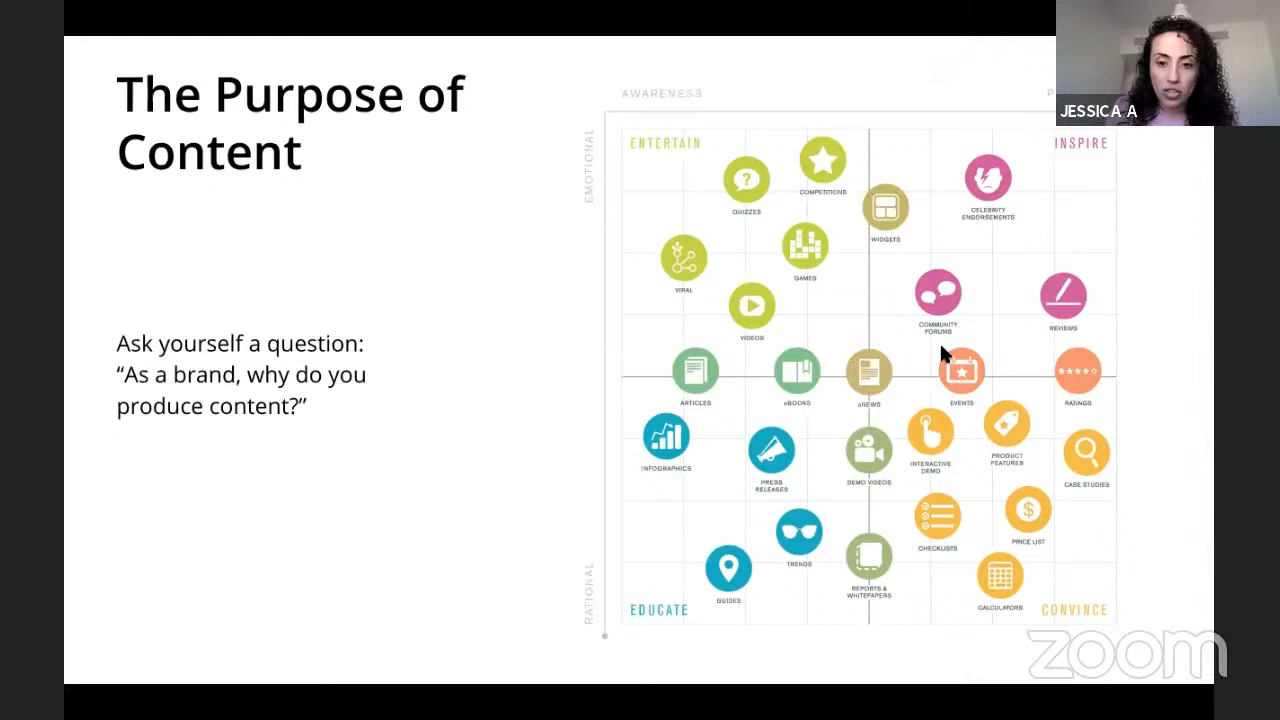 The Purpose of
Content
Ask yourself a question:
“As a brand, why do you
produce content?”
AWARENESS
EMOTIONAL
RATIONAL
ENTERTAIN
INSPIRE
QUIZZES
COMPETITIONS
WIDGETS
CELEBRITY
ENDORSEMENTS
VIRAL
GAMES
VIDEOS
COMMUNITY
FORUMS
REVIEWS
ARTICLES
eBOOKS
eNEWS
EVENTS
RATINGS
INFOGRAPHICS
PRESS
RELEASES
DEMO VIDEOS
INTERACTIVE
DEMO
PRODUCT
FEATURES
CASE STUDIES
TRENDS
CHECKLISTS
PRICE LIST
GUIDES
REPORTS &
WHITEPAPERS
CALCULATORS
EDUCATE
CONVINCE
JESSICA A
zoom